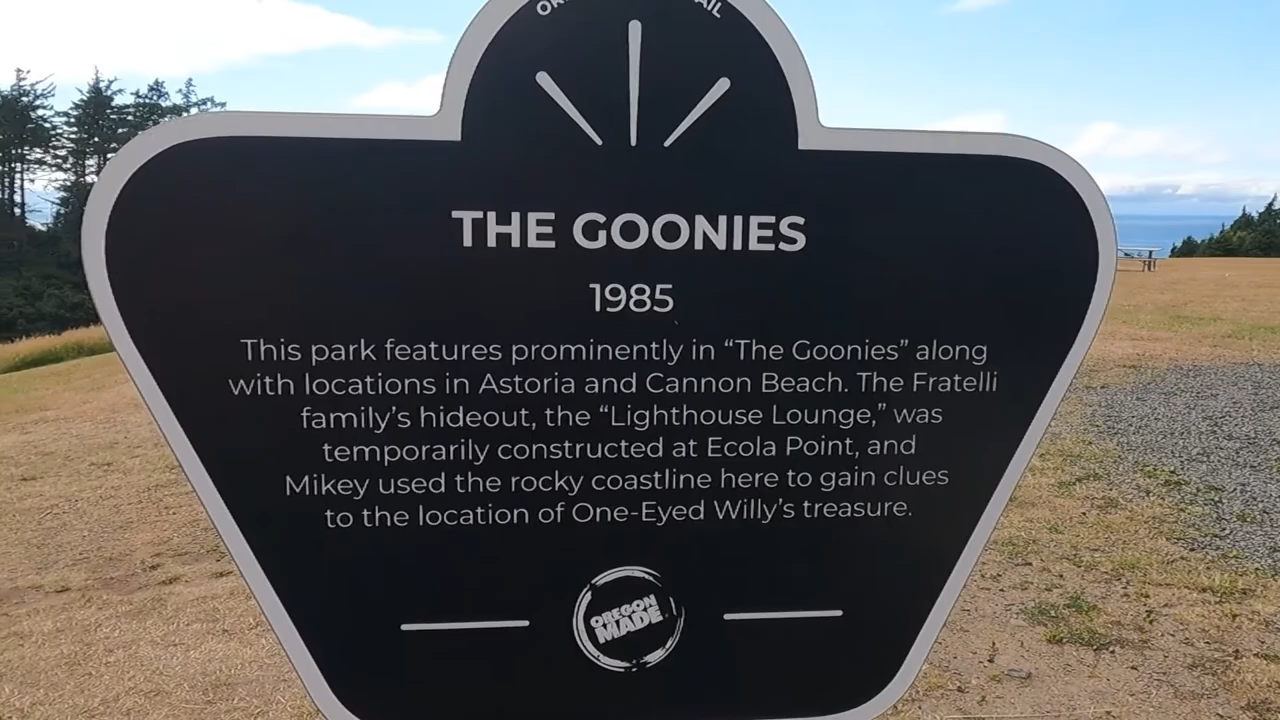 THE GOONIES
1985
This park features prominently in “The Goonies” along
with locations in Astoria and Cannon Beach. The Fratelli
family’s hideout, the “Lighthouse Lounge,” was
temporarily constructed at Ecola Point, and
Mikey used the rocky coastline here to gain clues
to the location of One-Eyed Willy’s treasure.
OREGON
MADE